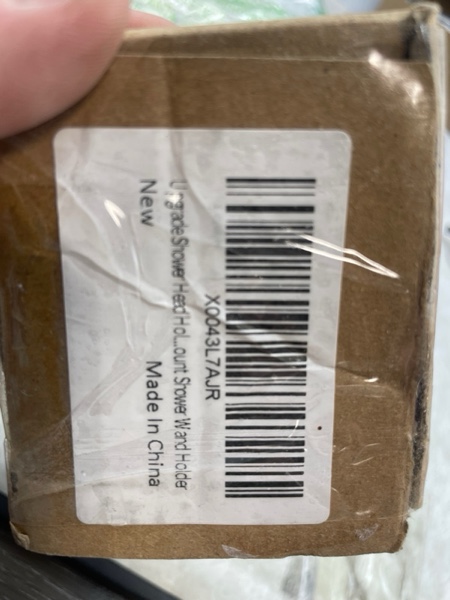 X0043L7AJR
Upgrade Shower Head Hol...ount Shower Wand Holder
New
Made In China